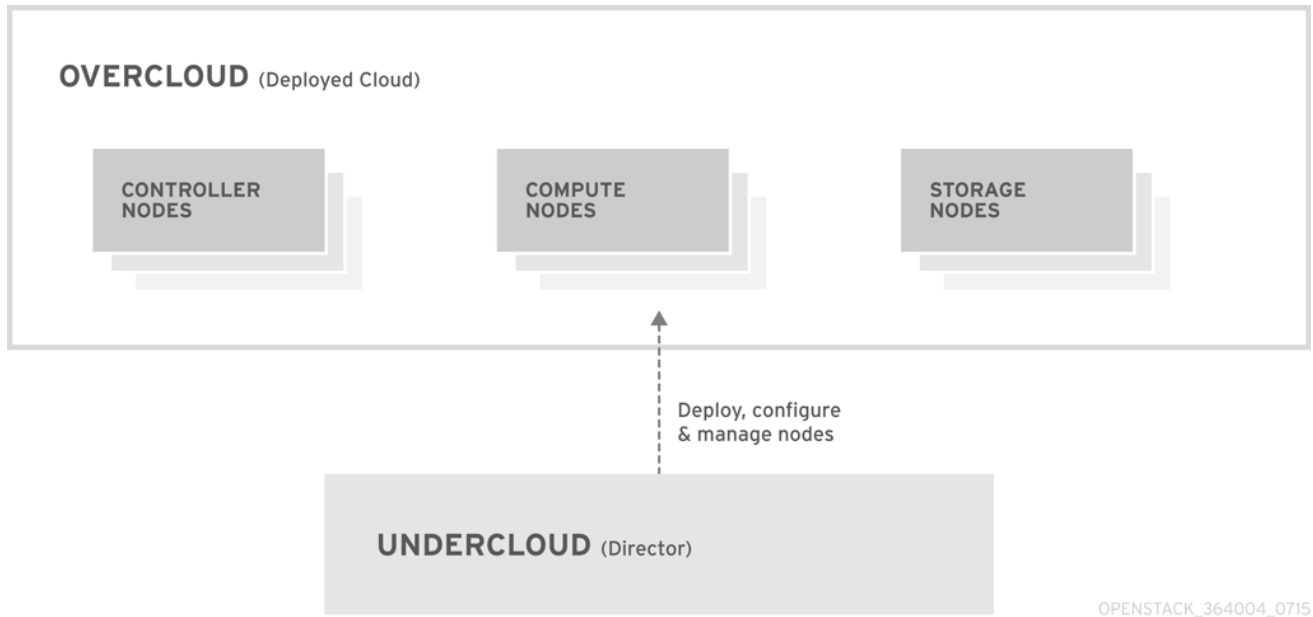 OVERCLOUD (Deployed Cloud)
CONTROLLER
NODES
COMPUTE
NODES
STORAGE
NODES
Deploy, configure
& manage nodes
UNDERCLOUD (Director)
OPENSTACK_364004_0715